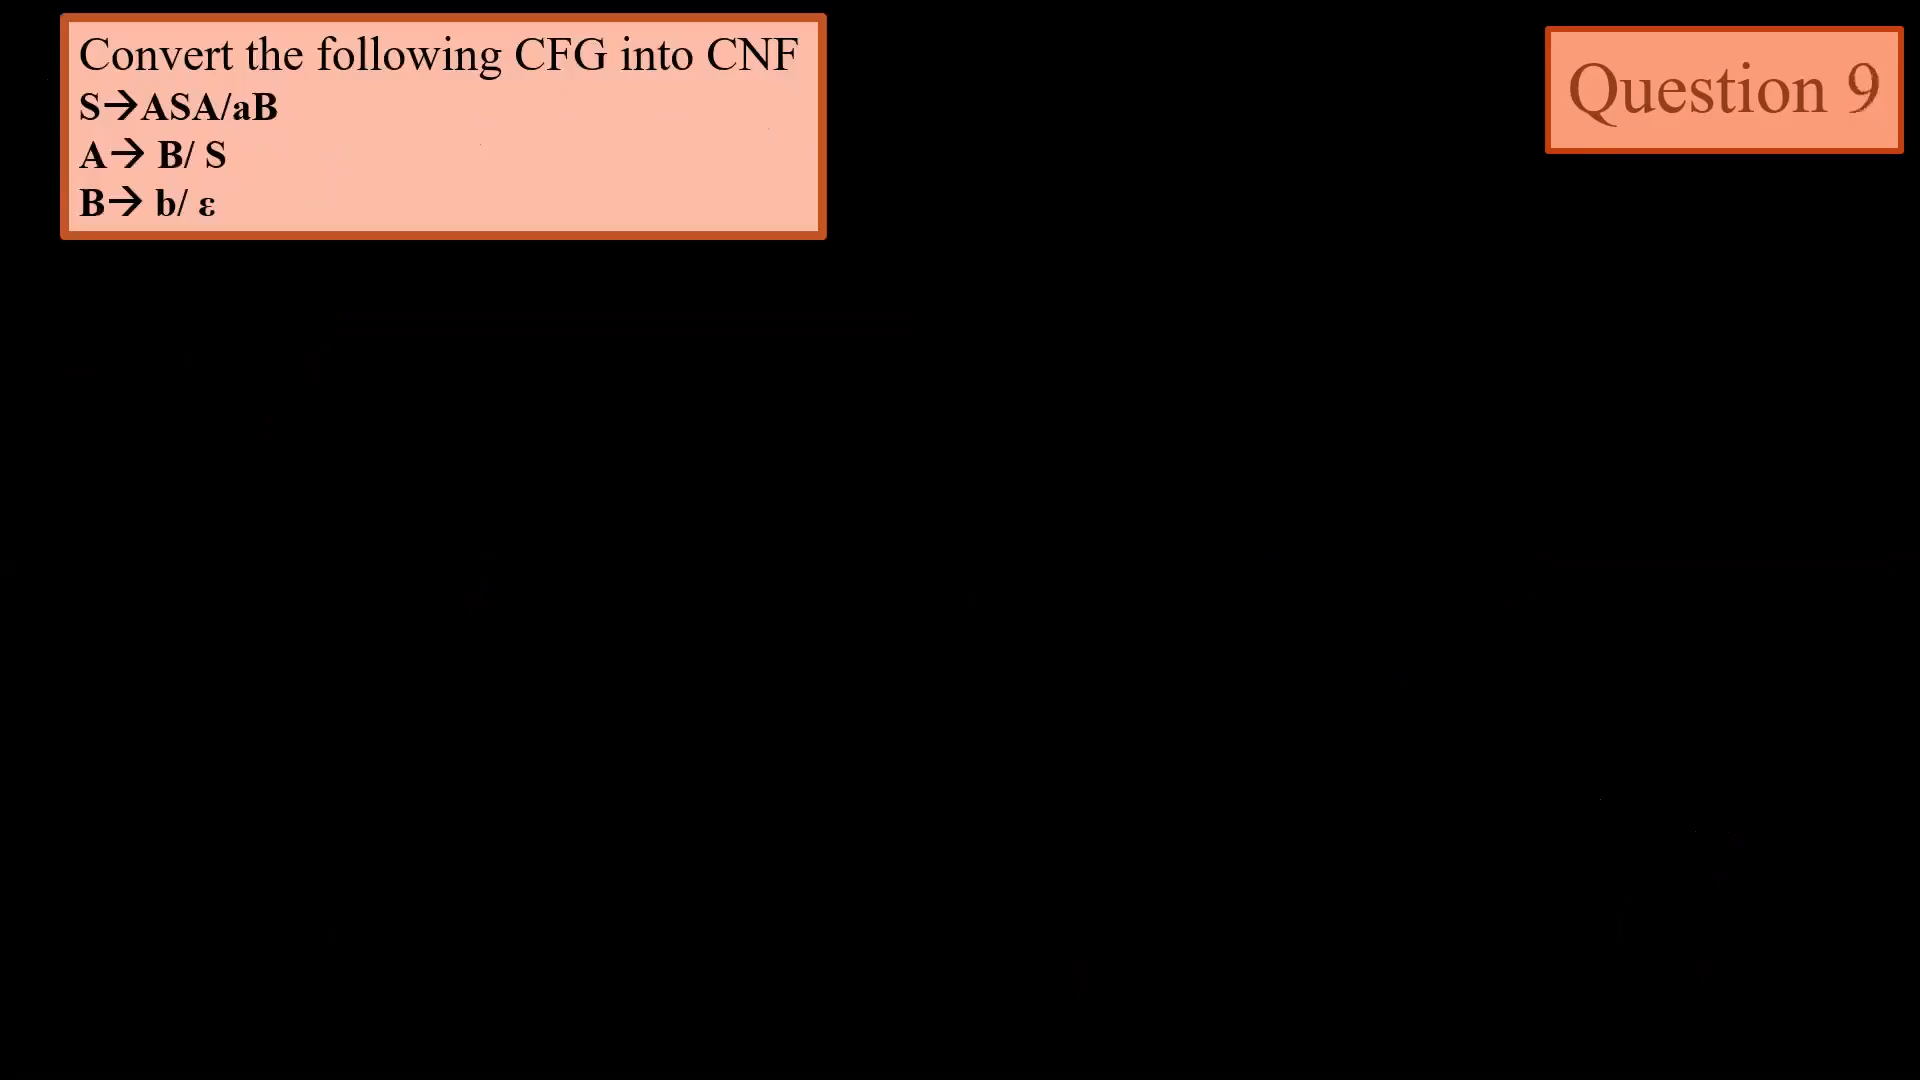 Convert the following CFG into CNF
S→ASA/aB
A→ B/ S
B→ b/ ε
Question 9